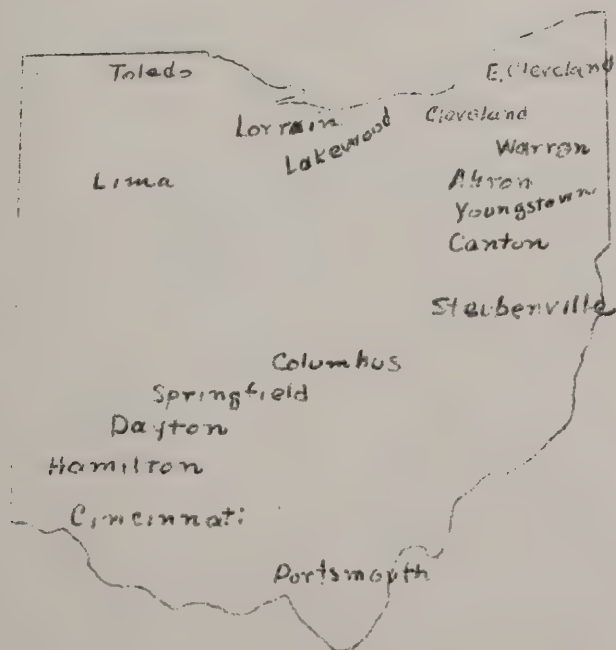 Toledo
E. Cleveland
Lorrain
Cleveland
Lakewood
Warren
Lima
Akron
Youngstown
Canton
Steubenville
Columbus
Springfield
Dayton
Hamilton
Cincinnati
Portsmouth